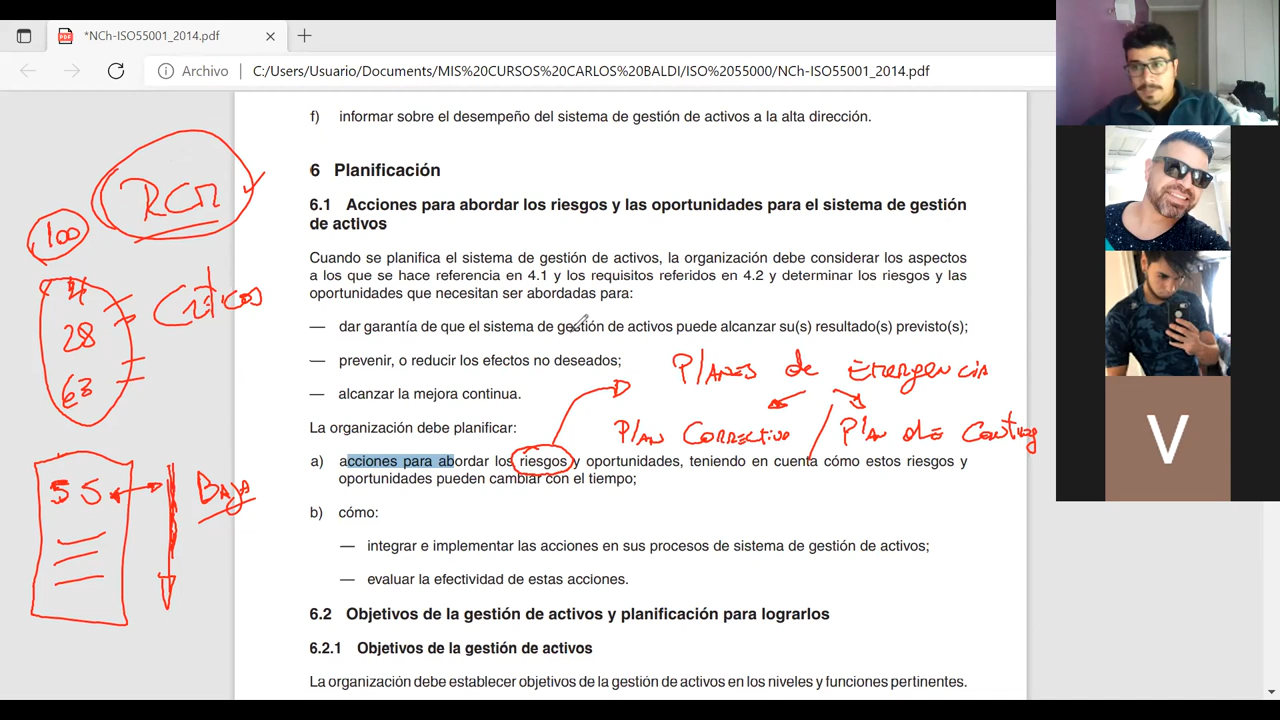 *NCh-ISO55001_2014.pdf
Archivo C:/Users/Usuario/Documents/MIS%20CURSOS%20CARLOS%20BALDI/ISO%2055000/NCh-ISO55001_2014.pdf
f) informar sobre el desempeño del sistema de gestión de activos a la alta dirección.
6 Planificación
6.1 Acciones para abordar los riesgos y las oportunidades para el sistema de gestión
de activos
Cuando se planifica el sistema de gestión de activos, la organización debe considerar los aspectos
a los que se hace referencia en 4.1 y los requisitos referidos en 4.2 y determinar los riesgos y las
oportunidades que necesitan ser abordadas para:
— dar garantía de que el sistema de gestión de activos puede alcanzar su(s) resultado(s) previsto(s);
— prevenir, o reducir los efectos no deseados;
— alcanzar la mejora continua.
La organización debe planificar:
a) acciones para abordar los riesgos y oportunidades, teniendo en cuenta cómo estos riesgos y
oportunidades pueden cambiar con el tiempo;
b) cómo:
— integrar e implementar las acciones en sus procesos de sistema de gestión de activos;
— evaluar la efectividad de estas acciones.
6.2 Objetivos de la gestión de activos y planificación para lograrlos
6.2.1 Objetivos de la gestión de activos
La organización debe establecer objetivos de la gestión de activos en los niveles y funciones pertinentes.
RCM
100
4
28
63
Críticos
55
Baja
Planes de Emergencia
Plan Correctivo
Plan de
V